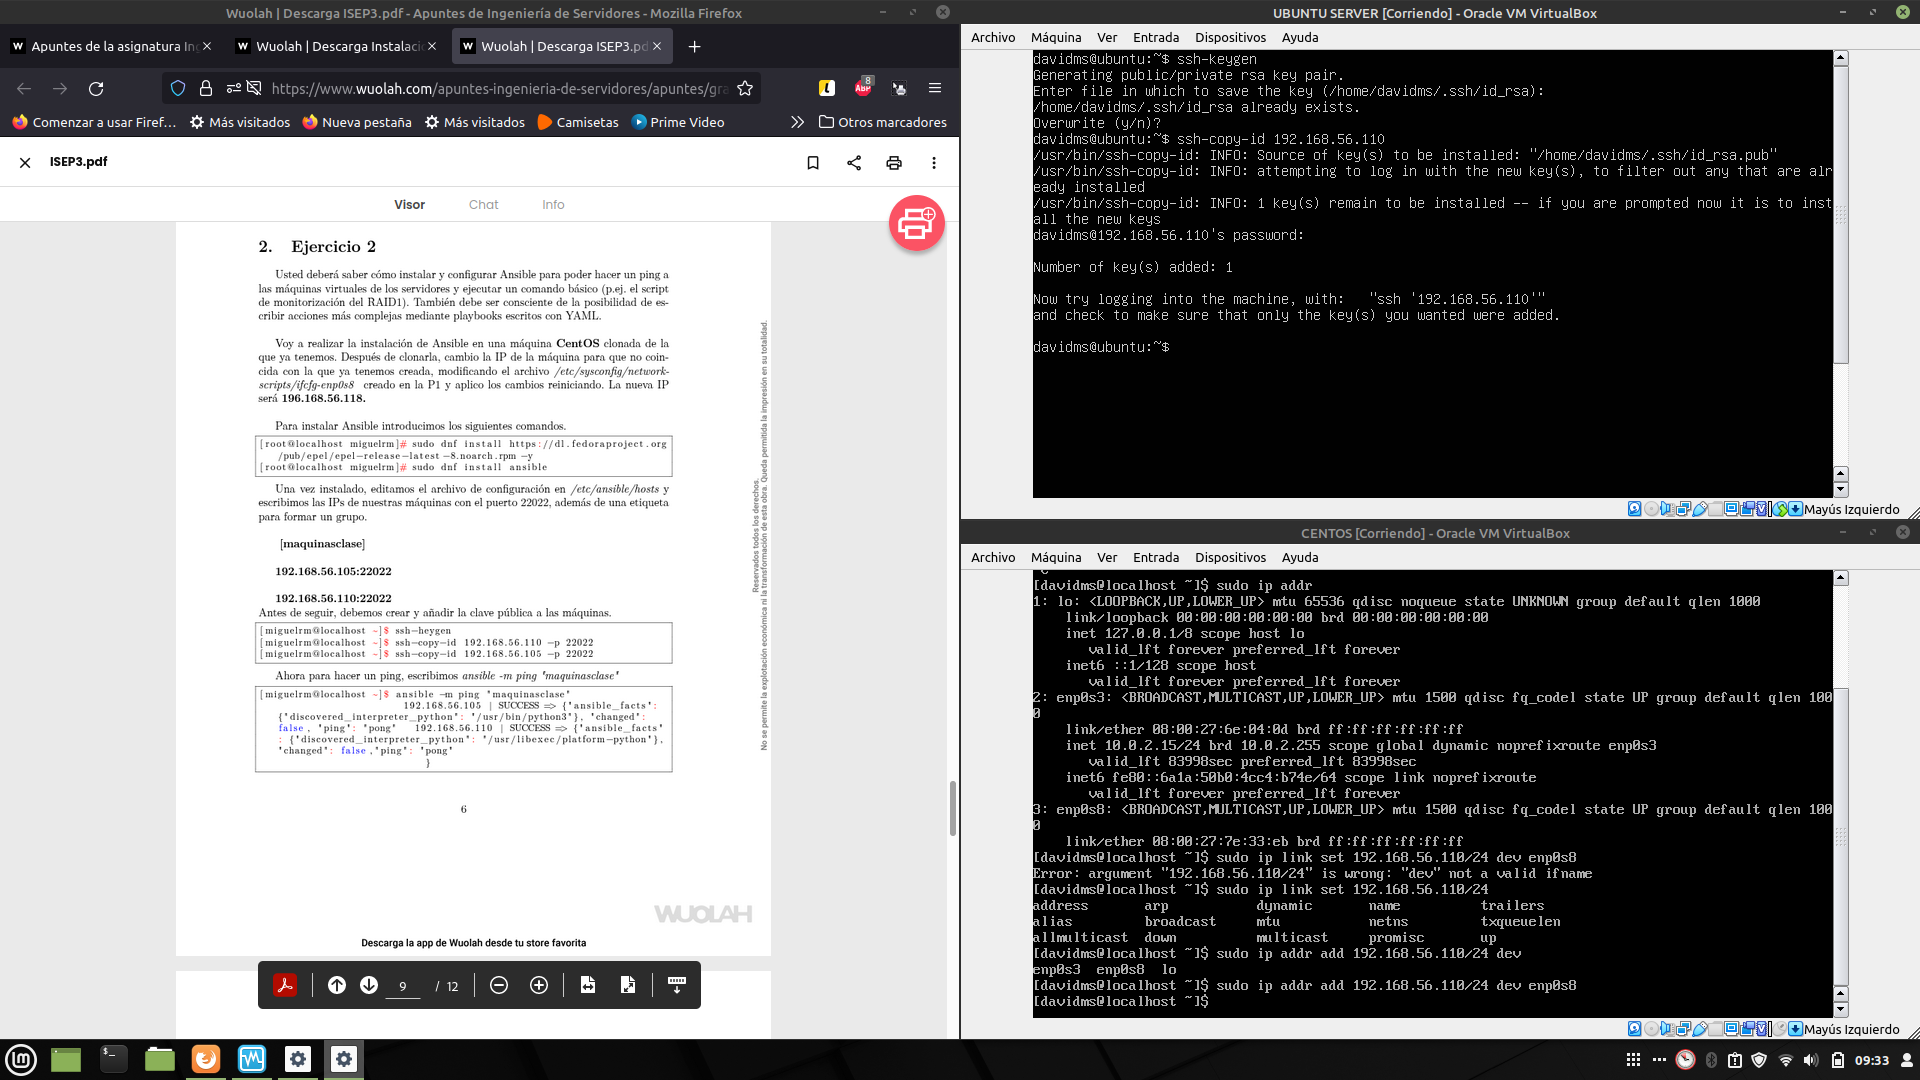 Wuolah | Descarga ISEP3.pdf - Apuntes de Ingeniería de Servidores - Mozilla Firefox
Apuntes de la asignatura In
Wuolah | Descarga Instalaci
Wuolah | Descarga ISEP3.pd
https://www.wuolah.com/apuntes-ingenieria-de-servidores/apuntes/gra
8
ABP
Comenzar a usar Firef...
Más visitados
Nueva pestaña
Más visitados
Camisetas
Prime Video
Otros marcadores
ISEP3.pdf
Visor
Chat
Info
2. Ejercicio 2
Usted deberá saber cómo instalar y configurar Ansible para poder hacer un ping a
las máquinas virtuales de los servidores y ejecutar un comando básico (p.ej. el script
de monitorización del RAID1). También debe ser consciente de la posibilidad de es-
cribir acciones más complejas mediante playbooks escritos con YAML.
Voy a realizar la instalación de Ansible en una máquina CentOS clonada de la
que ya tenemos. Después de clonarla, cambio la IP de la máquina para que no coin-
cida con la que ya tenemos creada, modificando el archivo /etc/sysconfig/network-
scripts/ifcfg-enp0s8 creado en la P1 y aplico los cambios reiniciando. La nueva IP
será 196.168.56.118.
Para instalar Ansible introducimos los siguientes comandos.
[root@localhost miguelrm]# sudo dnf install https://dl.fedoraproject.org
/pub/epel/epel-release-latest-8.noarch.rpm -y
[root@localhost miguelrm]# sudo dnf install ansible
Una vez instalado, editamos el archivo de configuración en /etc/ansible/hosts y
escribimos las IPs de nuestras máquinas con el puerto 22022, además de una etiqueta
para formar un grupo.
[maquinasclase]
192.168.56.105:22022
192.168.56.110:22022
Antes de seguir, debemos crear y añadir la clave pública a las máquinas.
[miguelrm@localhost ~]$ ssh-heygen
[miguelrm@localhost ~]$ ssh-copy-id 192.168.56.110 -p 22022
[miguelrm@localhost ~]$ ssh-copy-id 192.168.56.105 -p 22022
Ahora para hacer un ping, escribimos ansible -m ping "maquinasclase"
[miguelrm@localhost ~]$ ansible -m ping "maquinasclase"
192.168.56.105 | SUCCESS => {"ansible_facts":
{"discovered_interpreter_python": "/usr/bin/python3"}, "changed":
false, "ping": "pong" 192.168.56.110 | SUCCESS => {"ansible_facts"
: {"discovered_interpreter_python": "/usr/libexec/platform-python"},
"changed": false ,"ping": "pong"
}
6
Reservados todos los derechos.
No se permite la explotación económica ni la transformación de esta obra. Queda permitida la impresión en su totalidad.
WUOLAH
Descarga la app de Wuolah desde tu store favorita
9 / 12
UBUNTU SERVER [Corriendo] - Oracle VM VirtualBox
Archivo Máquina Ver Entrada Dispositivos Ayuda
davidms@ubuntu:~$ ssh-keygen
Generating public/private rsa key pair.
Enter file in which to save the key (/home/davidms/.ssh/id_rsa):
/home/davidms/.ssh/id_rsa already exists.
Overwrite (y/n)?
davidms@ubuntu:~$ ssh-copy-id 192.168.56.110
/usr/bin/ssh-copy-id: INFO: Source of key(s) to be installed: "/home/davidms/.ssh/id_rsa.pub"
/usr/bin/ssh-copy-id: INFO: attempting to log in with the new key(s), to filter out any that are alr
eady installed
/usr/bin/ssh-copy-id: INFO: 1 key(s) remain to be installed -- if you are prompted now it is to inst
all the new keys
davidms@192.168.56.110's password:
Number of key(s) added: 1
Now try logging into the machine, with:   "ssh '192.168.56.110'"
and check to make sure that only the key(s) you wanted were added.
davidms@ubuntu:~$
Mayús Izquierdo
CENTOS [Corriendo] - Oracle VM VirtualBox
Archivo Máquina Ver Entrada Dispositivos Ayuda
[davidms@localhost ~]$ sudo ip addr
1: lo: <LOOPBACK,UP,LOWER_UP> mtu 65536 qdisc noqueue state UNKNOWN group default qlen 1000
link/loopback 00:00:00:00:00:00 brd 00:00:00:00:00:00
inet 127.0.0.1/8 scope host lo
valid_lft forever preferred_lft forever
inet6 ::1/128 scope host
valid_lft forever preferred_lft forever
2: enp0s3: <BROADCAST,MULTICAST,UP,LOWER_UP> mtu 1500 qdisc fq_codel state UP group default qlen 100
0
link/ether 08:00:27:6e:04:0d brd ff:ff:ff:ff:ff:ff
inet 10.0.2.15/24 brd 10.0.2.255 scope global dynamic noprefixroute enp0s3
valid_lft 83998sec preferred_lft 83998sec
inet6 fe80::6a1a:50b0:4cc4:b74e/64 scope link noprefixroute
valid_lft forever preferred_lft forever
3: enp0s8: <BROADCAST,MULTICAST,UP,LOWER_UP> mtu 1500 qdisc fq_codel state UP group default qlen 100
0
link/ether 08:00:27:7e:33:eb brd ff:ff:ff:ff:ff:ff
[davidms@localhost ~]$ sudo ip link set 192.168.56.110/24 dev enp0s8
Error: argument "192.168.56.110/24" is wrong: "dev" not a valid ifname
[davidms@localhost ~]$ sudo ip link set 192.168.56.110/24
address arp dynamic name trailers
alias broadcast mtu netns txqueuelen
allmulticast down multicast promisc up
[davidms@localhost ~]$ sudo ip addr add 192.168.56.110/24 dev
enp0s3 enp0s8 lo
[davidms@localhost ~]$ sudo ip addr add 192.168.56.110/24 dev enp0s8
[davidms@localhost ~]$
Mayús Izquierdo
09:33